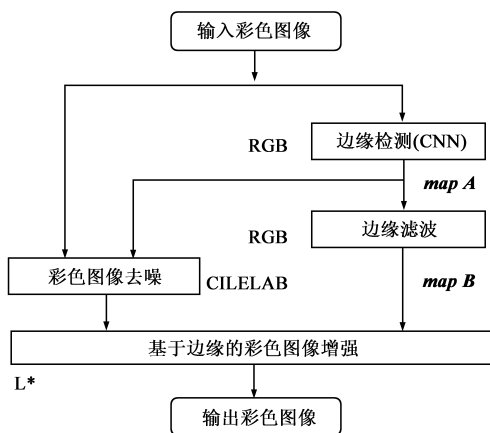 输入彩色图像
RGB
边缘检测(CNN)
map A
RGB
边缘滤波
彩色图像去噪
CILELAB
map B
基于边缘的彩色图像增强
L*
输出彩色图像